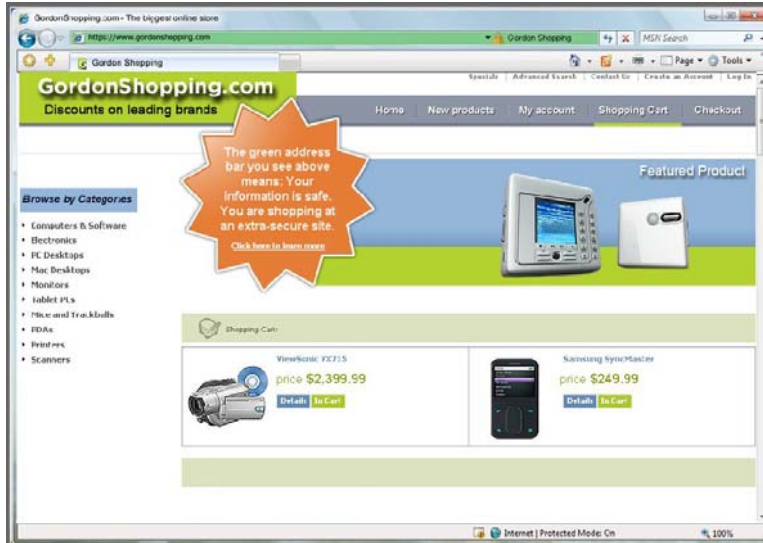 GordonShopping.com - The biggest online store
https://www.gordonshopping.com
Gordon Shopping
MSN Search
Gordon Shopping
Page
Tools
Specials
Advanced Search
Contact Us
Create an Account
Log In
GordonShopping.com
Discounts on leading brands
Home
New products
My account
Shopping Cart
Checkout
The green address
bar you see above
means: Your
information is safe.
You are shopping at
an extra-secure site.
Click here to learn more
Featured Product
Browse by Categories
Computers & Software
Electronics
PC Desktops
Mac Desktops
Monitors
Tablet PCs
Mice and Trackballs
PDAs
Printers
Scanners
Shopping Cart
ViewSonic
price $2,399.99
Details In Cart
Samsung SyncMaster
price $249.99
Details In Cart
Internet | Protected Mode: On
100%